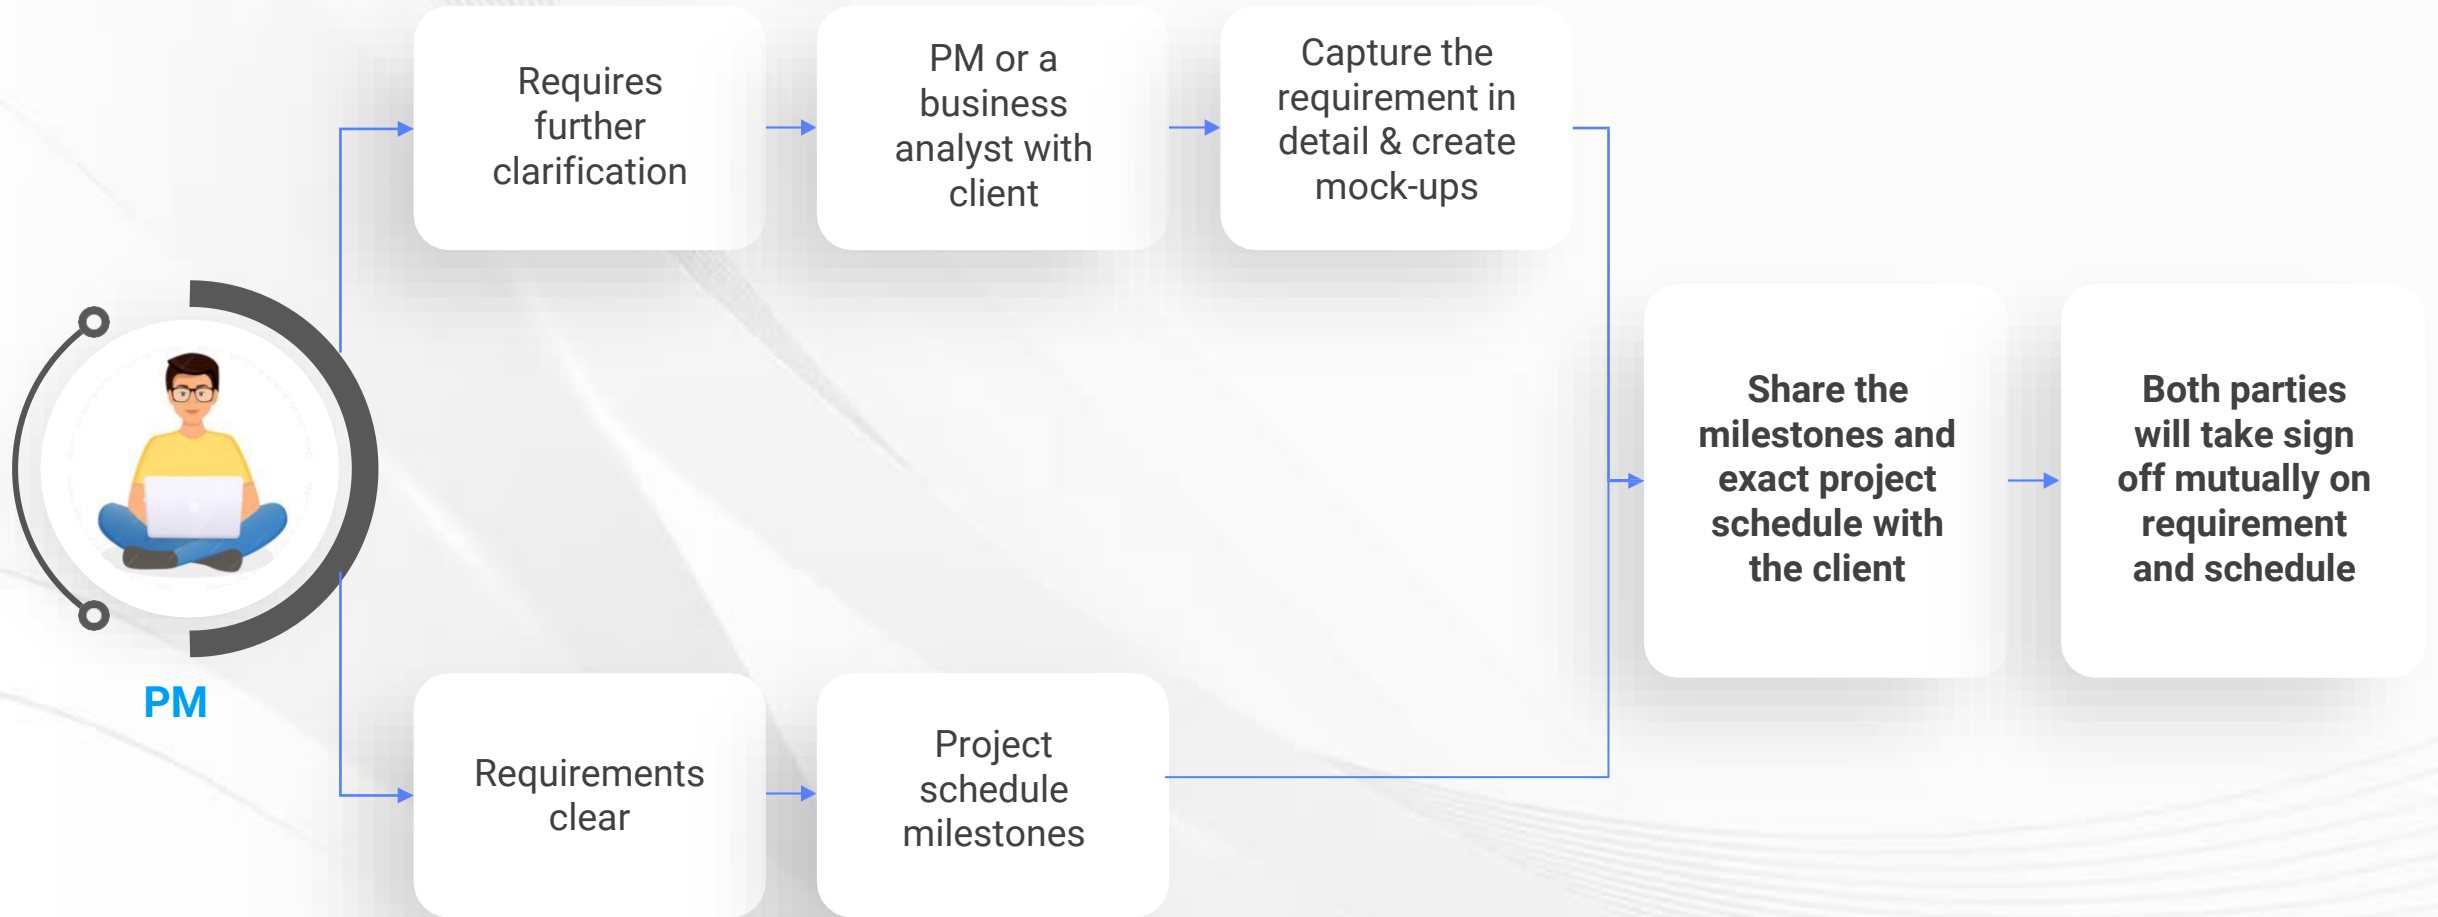 Requires
further
clarification
PM or a
business
analyst with
client
Capture the
requirement in
detail & create
mock-ups
Share the
milestones and
exact project
schedule with
the client
Both parties
will take sign
off mutually on
requirement
and schedule
PM
Requirements
clear
Project
schedule
milestones